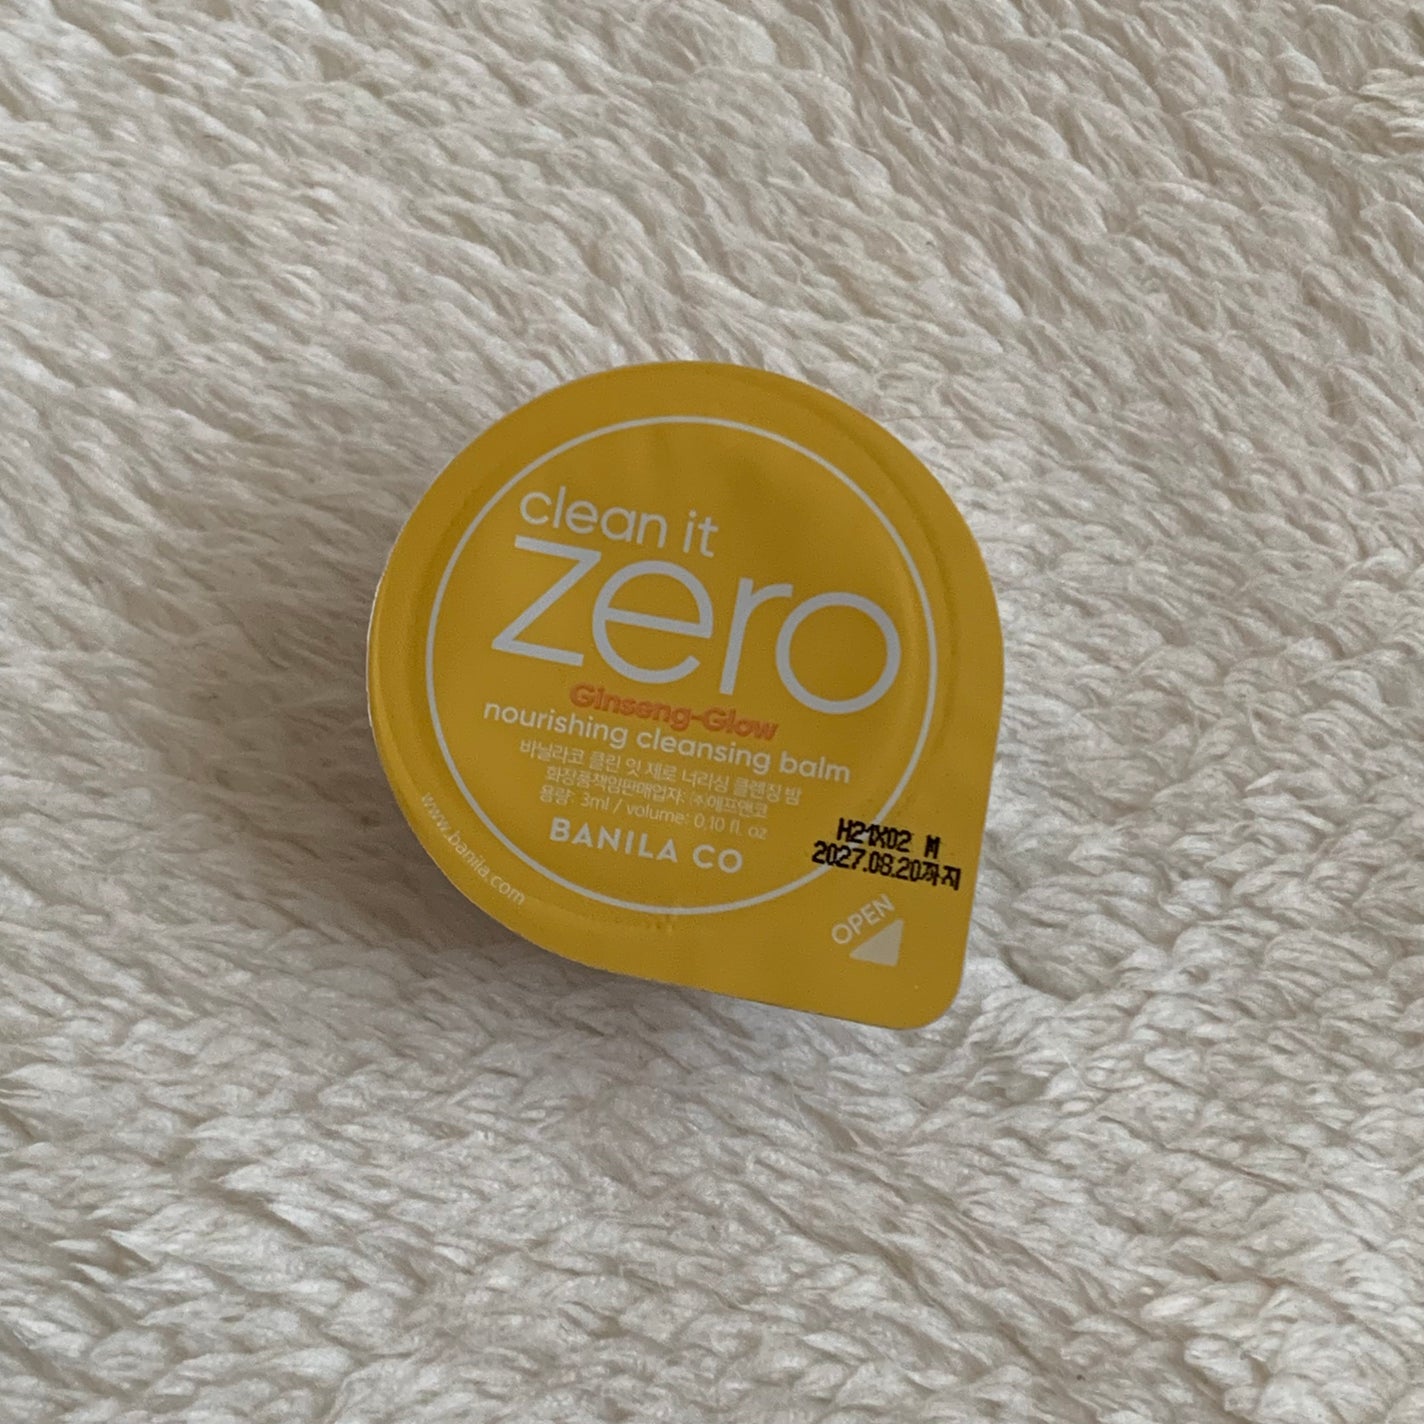 clean it
zero
Ginseng-Glow
nourishing cleansing balm
바닐라코 클린 잇 제로 너리싱 클렌징 밤
화장품책임판매업자: ㈜에프앤코
용량: 3ml / volume: 0.10 fl. oz
BANILA CO
www.banila.com
H21X02 M
2027.08.20까지
OPEN